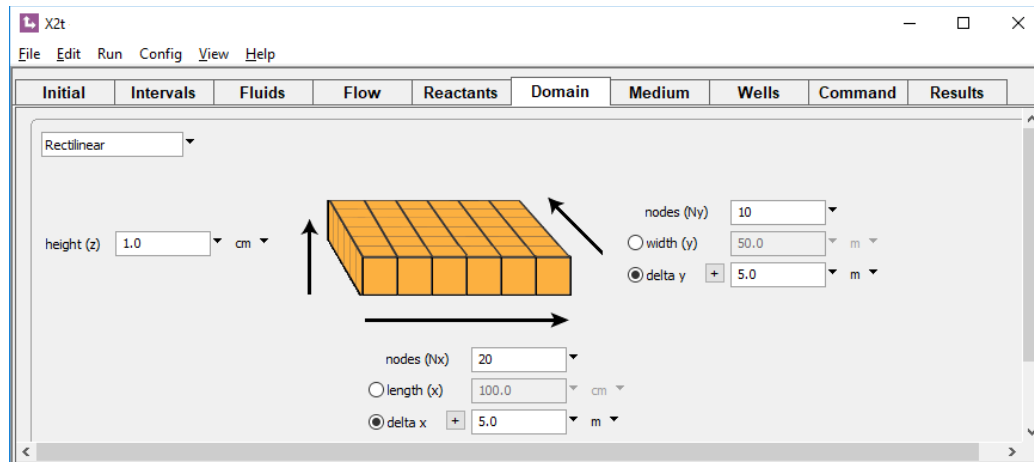 X2t
File Edit Run Config View Help
Initial Intervals Fluids Flow Reactants Domain Medium Wells Command Results
Rectilinear
nodes (Ny) 10
height (z) 1.0 cm
width (y) 50.0 m
delta y + 5.0 m
nodes (Nx) 20
length (x) 100.0 cm
delta x + 5.0 m